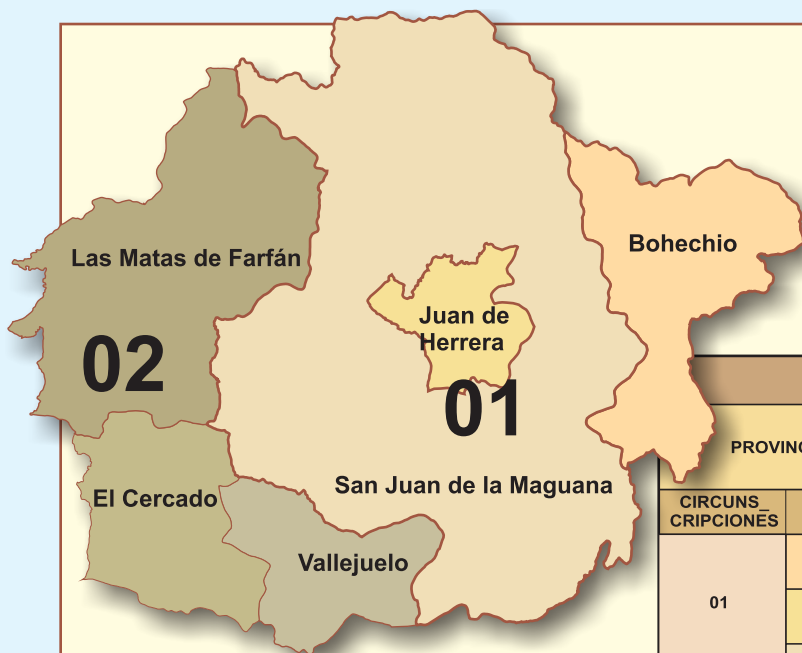 Bohechio
Las Matas de Farfán
Juan de
Herrera
02
01
San Juan de la Maguana
El Cercado
Vallejuelo
CIRCUNS_
CRIPCIONES
01